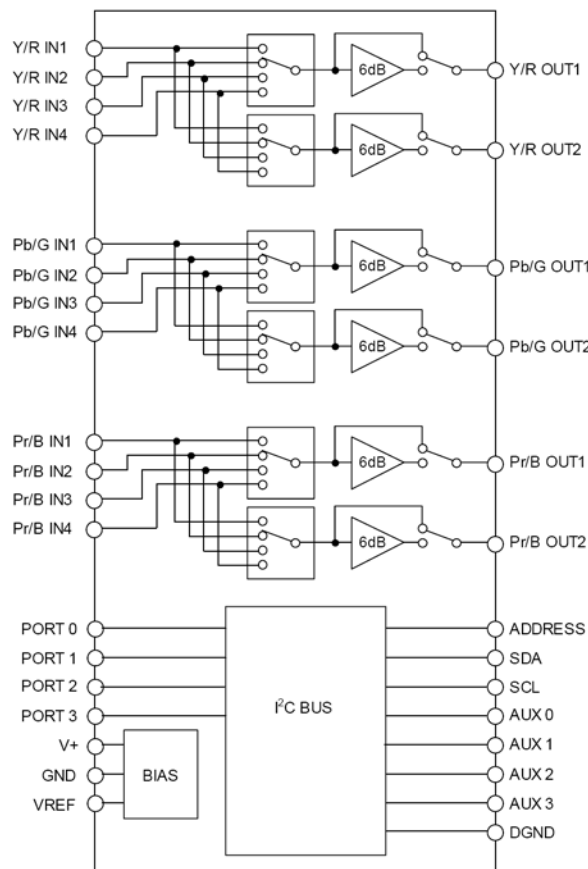 Y/R IN1
Y/R IN2
Y/R IN3
Y/R IN4
6dB
Y/R OUT1
6dB
Y/R OUT2
Pb/G IN1
Pb/G IN2
Pb/G IN3
Pb/G IN4
6dB
Pb/G OUT1
6dB
Pb/G OUT2
Pr/B IN1
Pr/B IN2
Pr/B IN3
Pr/B IN4
6dB
Pr/B OUT1
6dB
Pr/B OUT2
PORT 0
PORT 1
PORT 2
PORT 3
V+
GND
VREF
BIAS
I²C BUS
ADDRESS
SDA
SCL
AUX 0
AUX 1
AUX 2
AUX 3
DGND